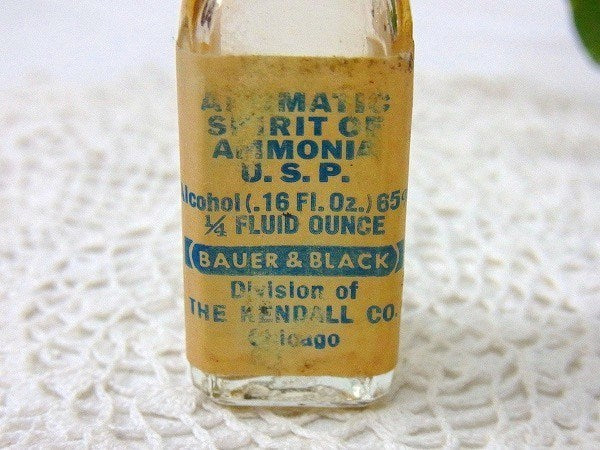 AROMATIC
SPIRIT OF
AMMONIA
U.S.P.
Alcohol (.16 Fl. Oz.) 65%
1/4 FLUID OUNCE
BAUER & BLACK
Division of
THE KENDALL CO.
Chicago